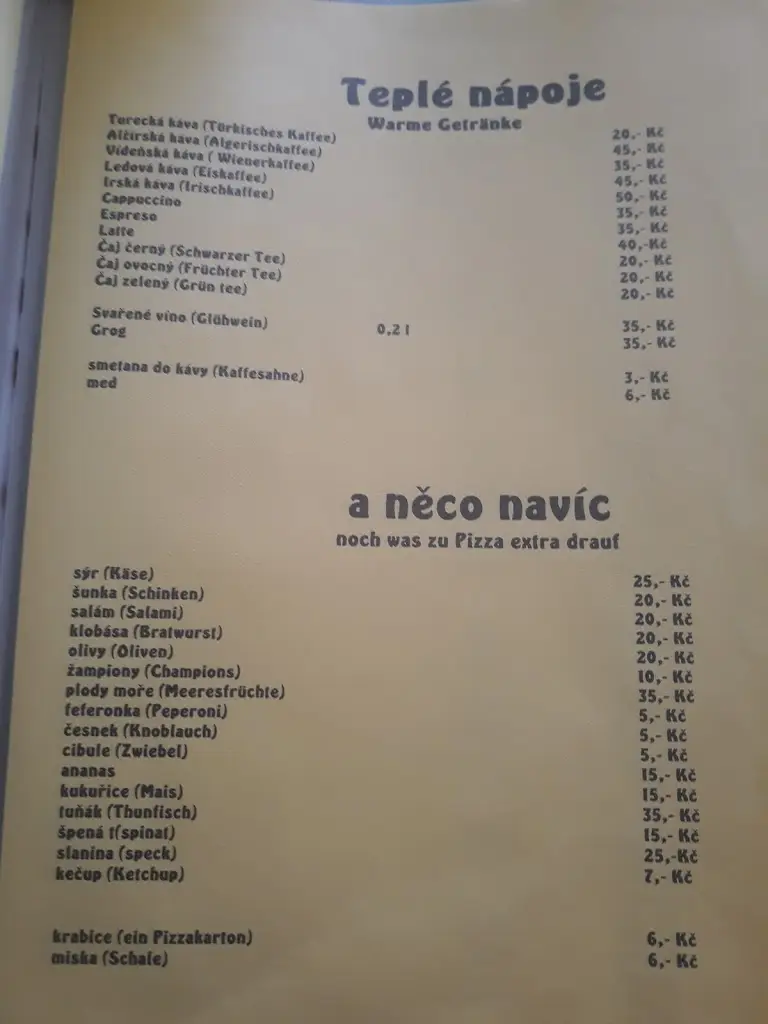 Teplé nápoje
Warme Getränke
Turecká káva (Türkisches Kaffee) 20,- Kč
Alžírská káva (Algerischkaffee) 45,- Kč
Vídeňská káva ( Wienerkaffee) 35,- Kč
Ledová káva (Eiskaffee) 45,- Kč
Irská káva (Irischkaffee) 50,- Kč
Cappuccino 35,- Kč
Espreso 35,- Kč
Latte 40,-Kč
Čaj černý (Schwarzer Tee) 20,- Kč
Čaj ovocný (Früchter Tee) 20,- Kč
Čaj zelený (Grün tee) 20,- Kč
Svařené víno (Glühwein) 0,2 l 35,- Kč
Grog 35,- Kč
smetana do kávy (Kaffesahne) 3,- Kč
med 6,- Kč
a něco navíc
noch was zu Pizza extra drauf
sýr (Käse) 25,- Kč
šunka (Schinken) 20,- Kč
salám (Salami) 20,- Kč
klobása (Bratwurst) 20,- Kč
olivy (Oliven) 20,- Kč
žampiony (Champions) 10,- Kč
plody moře (Meeresfrüchte) 35,- Kč
feferonka (Peperoni) 5,- Kč
česnek (Knoblauch) 5,- Kč
cibule (Zwiebel) 5,- Kč
ananas 15,- Kč
kukuřice (Mais) 15,- Kč
tuňák (Thunfisch) 35,- Kč
špená t(spinat) 15,- Kč
slanina (speck) 25,-Kč
kečup (Ketchup) 7,- Kč
krabice (ein Pizzakarton) 6,- Kč
miska (Schale) 6,- Kč